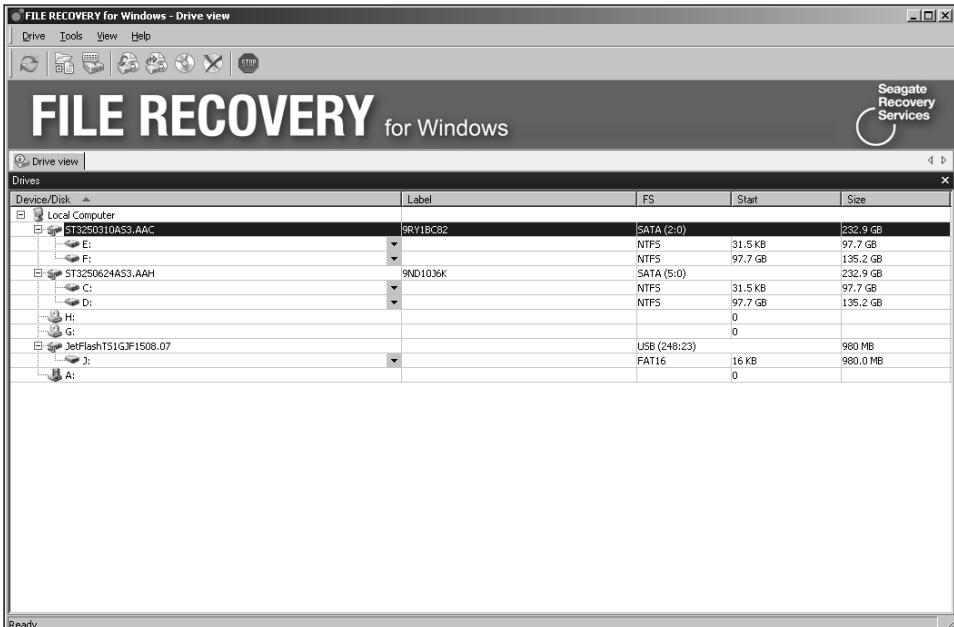 FILE RECOVERY for Windows - Drive view
Drive Tools View Help
STOP
FILE RECOVERY for Windows
Seagate
Recovery
Services
Drive view
Drives
Device/Disk Label FS Start Size
Local Computer
ST3250310AS3.AAC 9RY1BC82 SATA (2:0) 232.9 GB
E: NTFS 31.5 KB 97.7 GB
F: NTFS 97.7 GB 135.2 GB
ST3250624AS3.AAH 9ND10J6K SATA (5:0) 232.9 GB
C: NTFS 31.5 KB 97.7 GB
D: NTFS 97.7 GB 135.2 GB
H: 0
G: 0
JetFlashTS1GJF1508.07 USB (248:23) 980 MB
J: FAT16 16 KB 980.0 MB
A: 0
Ready